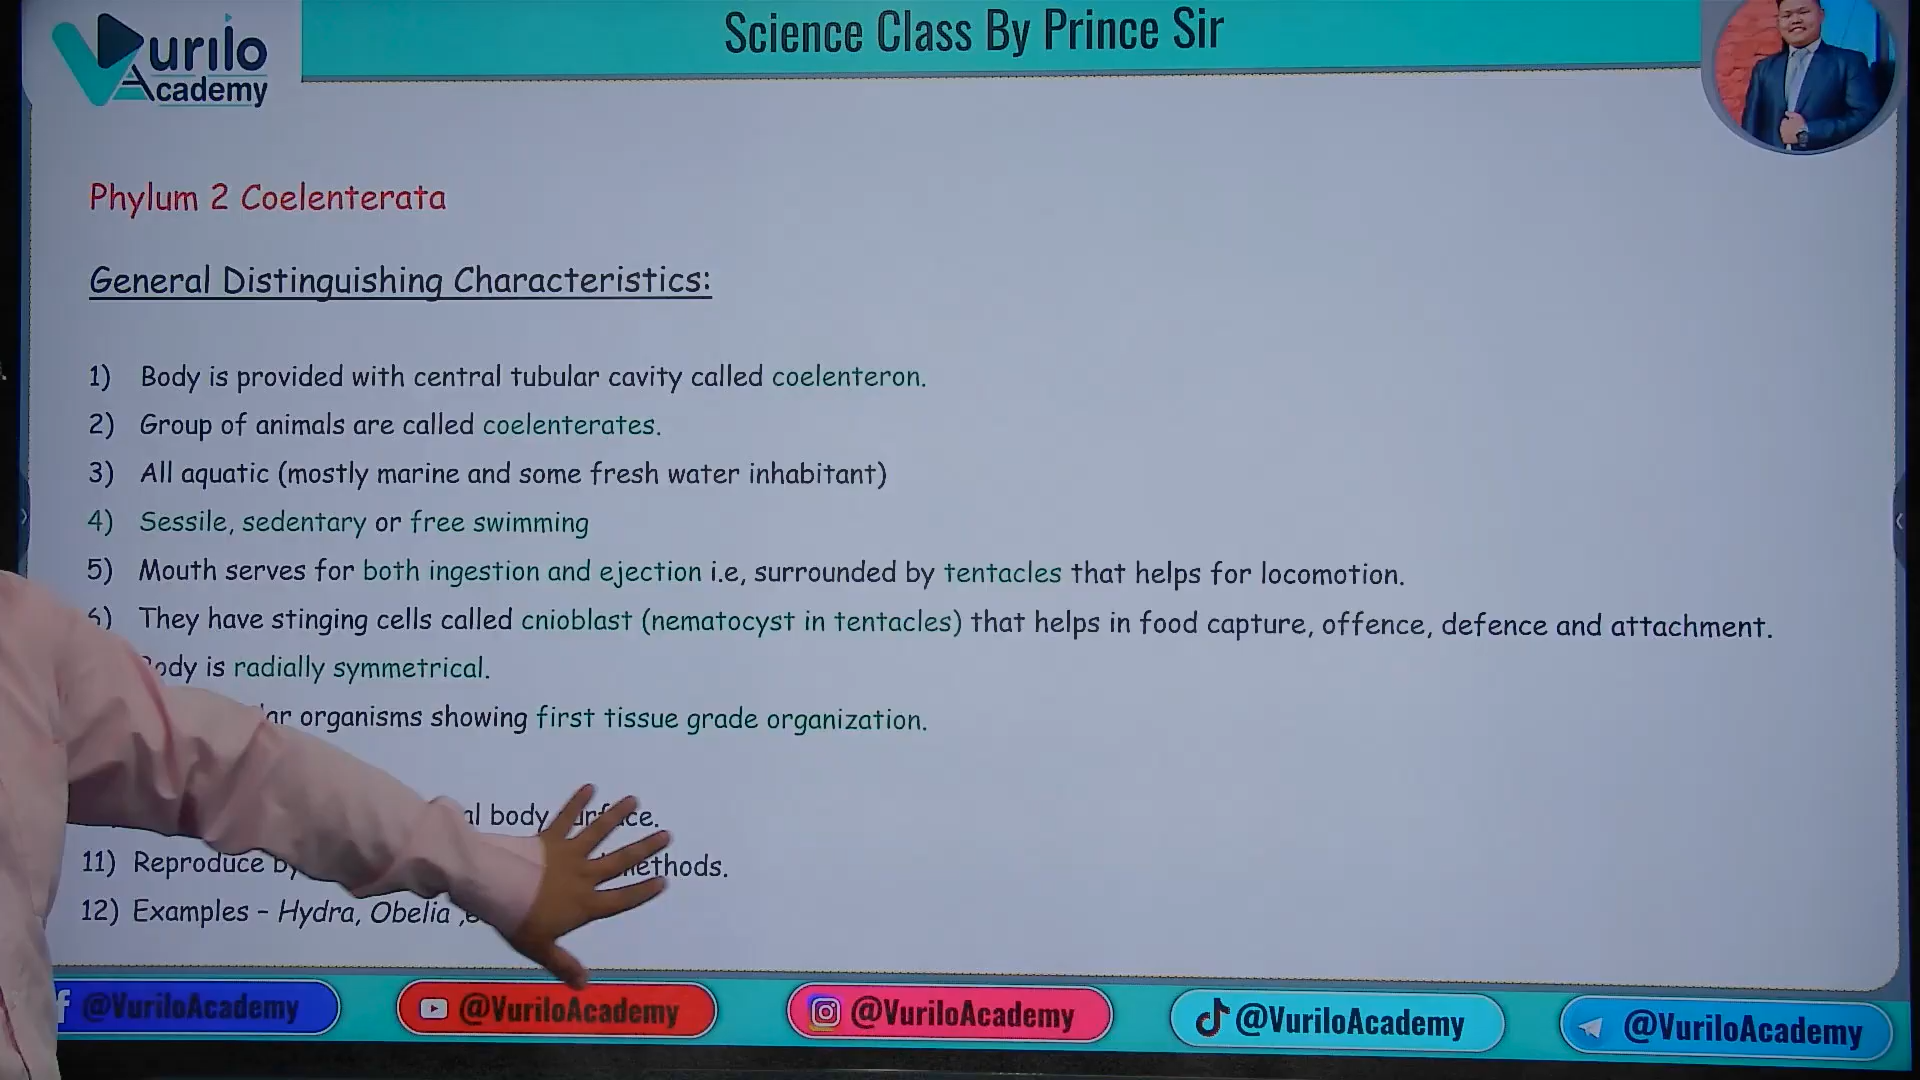 Vurilo Academy
Science Class By Prince Sir
Phylum 2 Coelenterata
General Distinguishing Characteristics:
1) Body is provided with central tubular cavity called coelenteron.
2) Group of animals are called coelenterates.
3) All aquatic (mostly marine and some fresh water inhabitant)
4) Sessile, sedentary or free swimming
5) Mouth serves for both ingestion and ejection i.e, surrounded by tentacles that helps for locomotion.
6) They have stinging cells called cnioblast (nematocyst in tentacles) that helps in food capture, offence, defence and attachment.
Body is radially symmetrical.
organisms showing first tissue grade organization.
body surface.
11) Reproduce by methods.
12) Examples – Hydra, Obelia ,
@VuriloAcademy
@VuriloAcademy
@VuriloAcademy
@VuriloAcademy
@VuriloAcademy